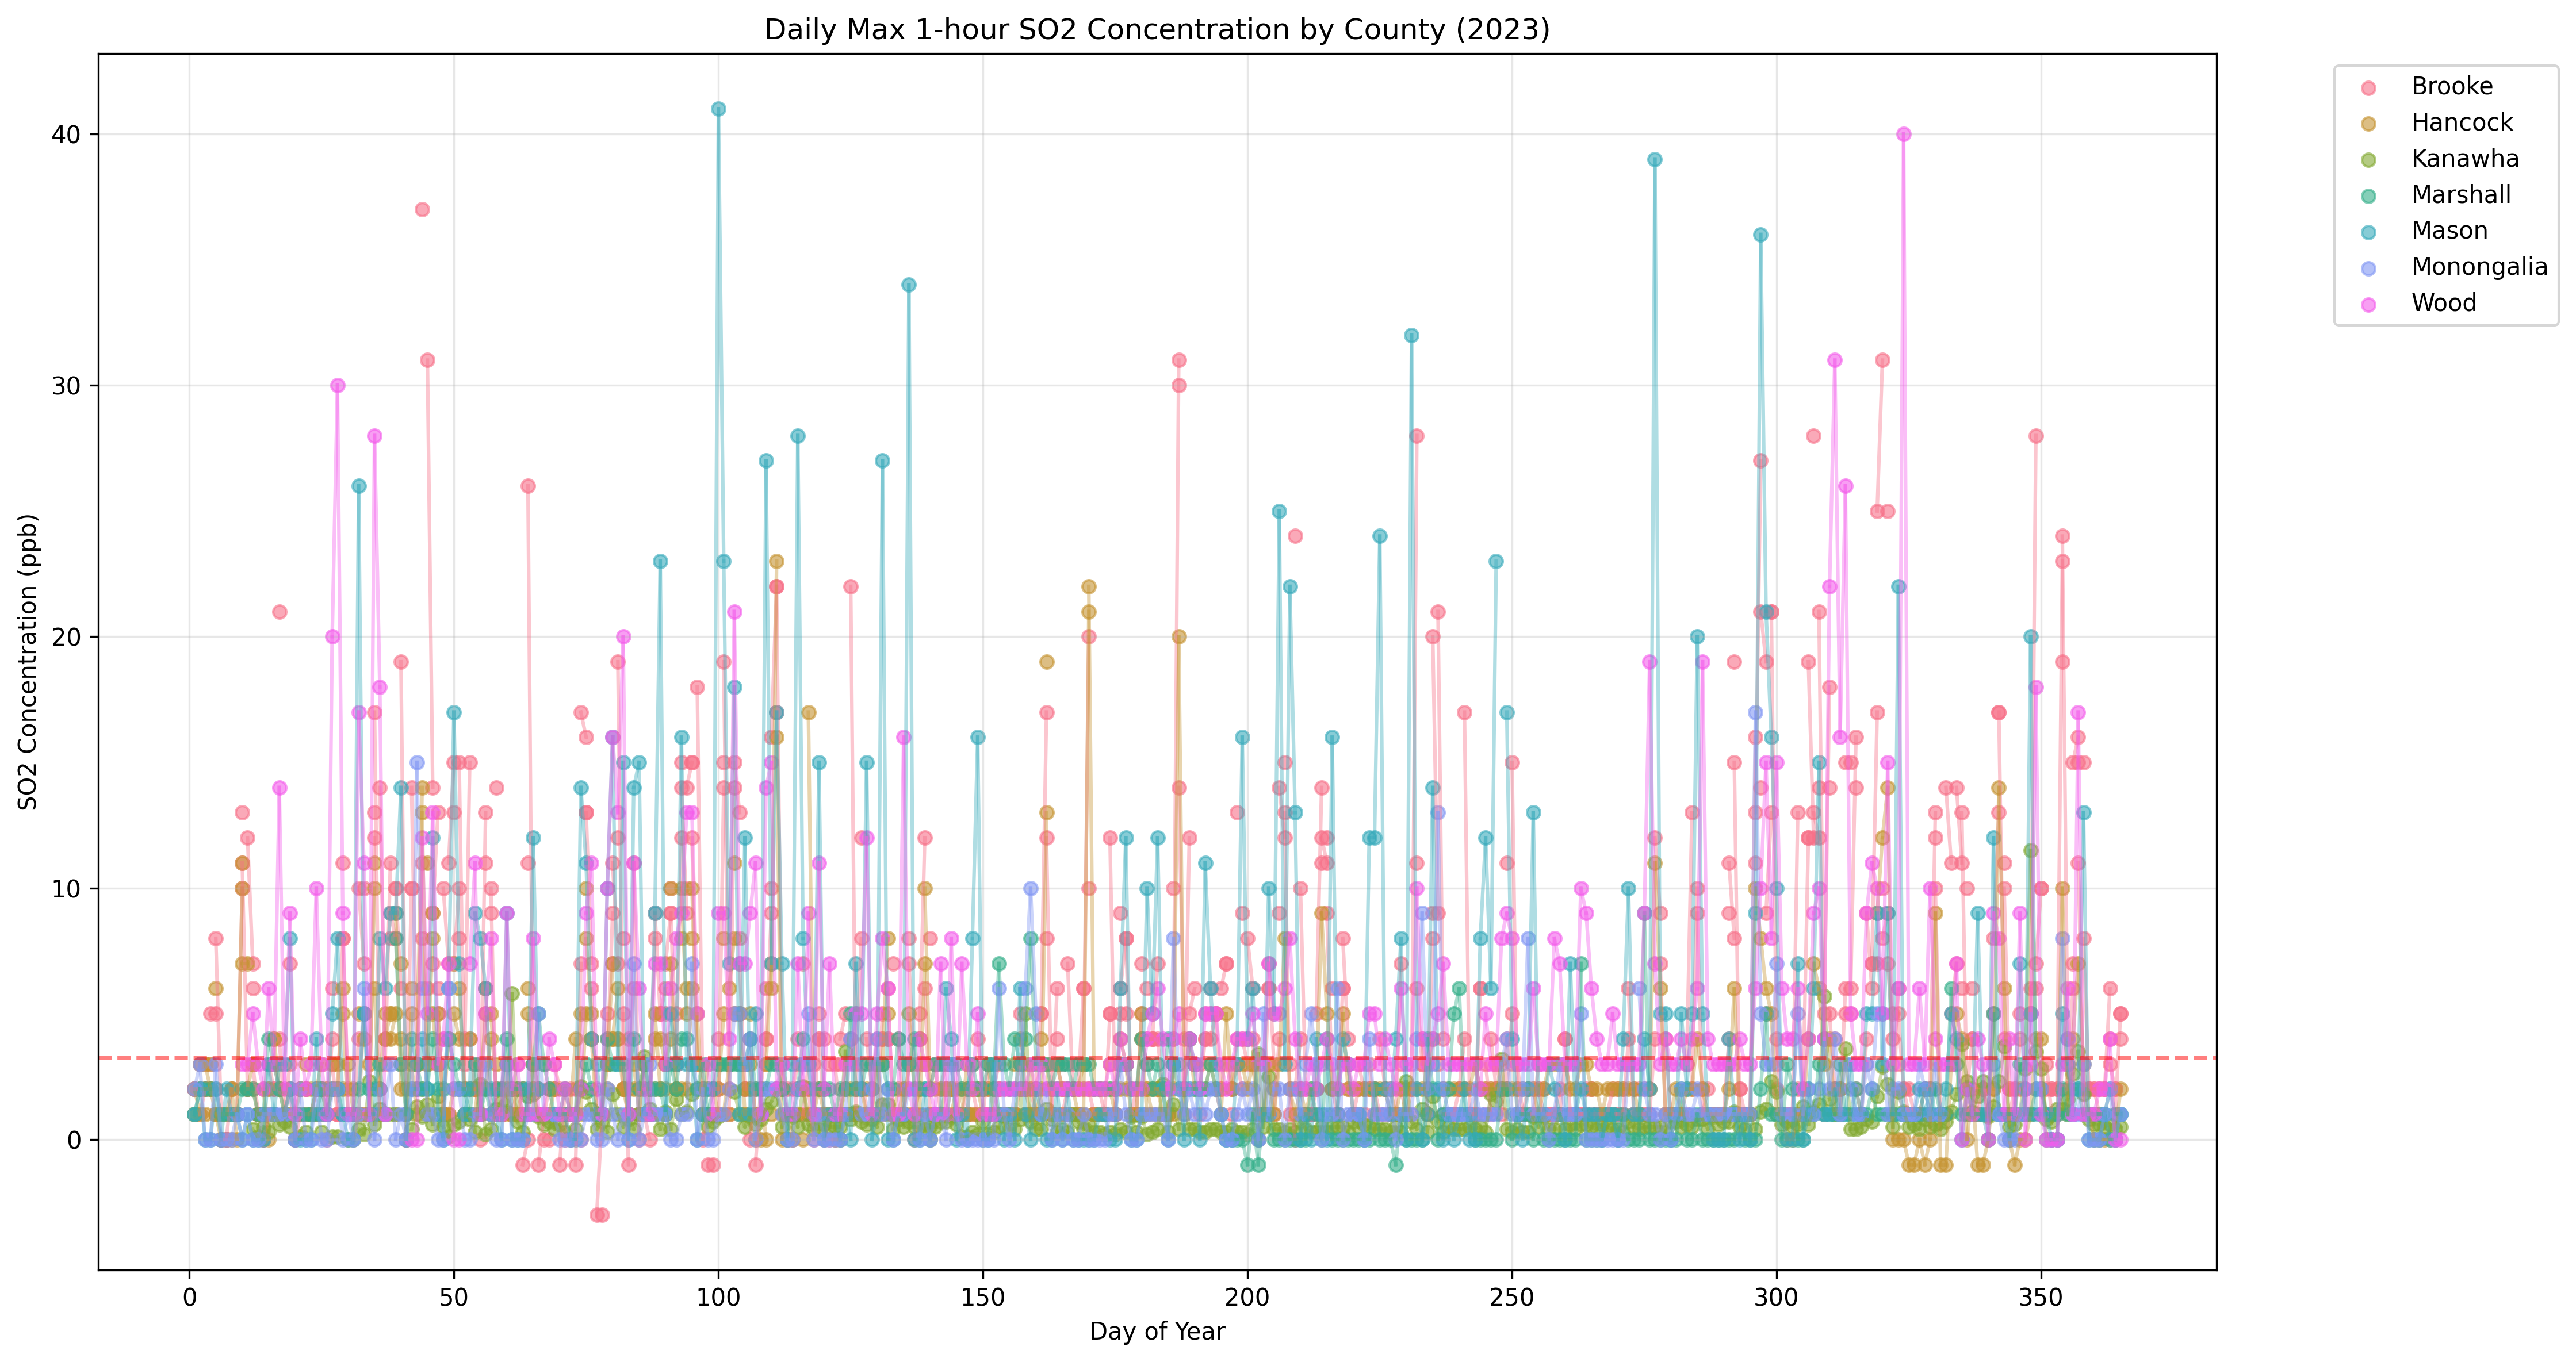 Daily Max 1-hour SO2 Concentration by County (2023)
SO2 Concentration (ppb)
40
30
20
10
0
0 50 100 150 200 250 300 350
Day of Year
Brooke
Hancock
Kanawha
Marshall
Mason
Monongalia
Wood